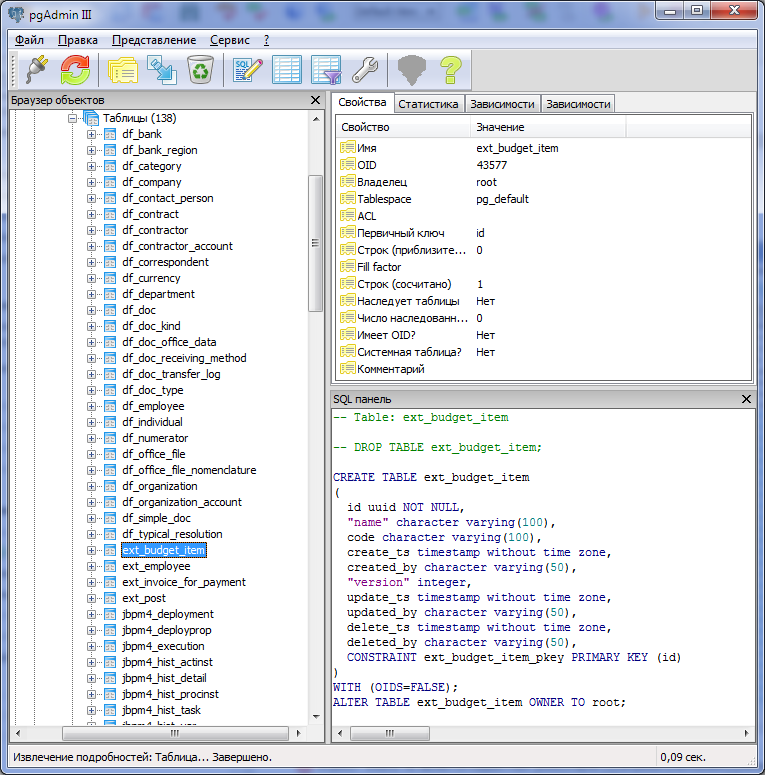 pgAdmin III
Файл Правка Представление Сервис ?
SQL
Браузер объектов
Таблицы (138)
df_bank
df_bank_region
df_category
df_company
df_contact_person
df_contract
df_contractor
df_contractor_account
df_correspondent
df_currency
df_department
df_doc
df_doc_kind
df_doc_office_data
df_doc_receiving_method
df_doc_transfer_log
df_doc_type
df_employee
df_individual
df_numerator
df_office_file
df_office_file_nomenclature
df_organization
df_organization_account
df_simple_doc
df_typical_resolution
ext_budget_item
ext_employee
ext_invoice_for_payment
ext_post
jbpm4_deployment
jbpm4_deployprop
jbpm4_execution
jbpm4_hist_actinst
jbpm4_hist_detail
jbpm4_hist_procinst
jbpm4_hist_task
Свойства Статистика Зависимости Зависимости
Свойство Значение
Имя ext_budget_item
OID 43577
Владелец root
Tablespace pg_default
ACL
Первичный ключ id
Строк (приблизите... 0
Fill factor
Строк (сосчитано) 1
Наследует таблицы Нет
Число наследованн... 0
Имеет OID? Нет
Системная таблица? Нет
Комментарий
SQL панель
-- Table: ext_budget_item
-- DROP TABLE ext_budget_item;
CREATE TABLE ext_budget_item
(
id uuid NOT NULL,
"name" character varying(100),
code character varying(100),
create_ts timestamp without time zone,
created_by character varying(50),
"version" integer,
update_ts timestamp without time zone,
updated_by character varying(50),
delete_ts timestamp without time zone,
deleted_by character varying(50),
CONSTRAINT ext_budget_item_pkey PRIMARY KEY (id)
)
WITH (OIDS=FALSE);
ALTER TABLE ext_budget_item OWNER TO root;
Извлечение подробностей: Таблица... Завершено.
0,09 сек.